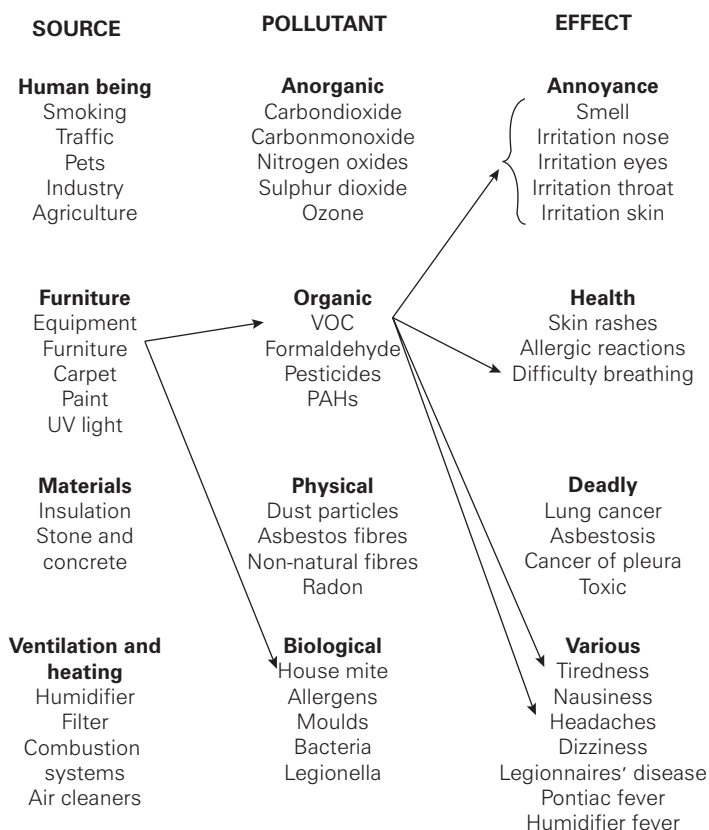 SOURCE
POLLUTANT
EFFECT
Human being
Smoking
Traffic
Pets
Industry
Agriculture
Anorganic
Carbondioxide
Carbonmonoxide
Nitrogen oxides
Sulphur dioxide
Ozone
Annoyance
Smell
Irritation nose
Irritation eyes
Irritation throat
Irritation skin
Furniture
Equipment
Furniture
Carpet
Paint
UV light
Organic
VOC
Formaldehyde
Pesticides
PAHs
Health
Skin rashes
Allergic reactions
Difficulty breathing
Materials
Insulation
Stone and
concrete
Physical
Dust particles
Asbestos fibres
Non-natural fibres
Radon
Deadly
Lung cancer
Asbestosis
Cancer of pleura
Toxic
Ventilation and
heating
Humidifier
Filter
Combustion
systems
Air cleaners
Biological
House mite
Allergens
Moulds
Bacteria
Legionella
Various
Tiredness
Nausiness
Headaches
Dizziness
Legionnaires' disease
Pontiac fever
Humidifier fever